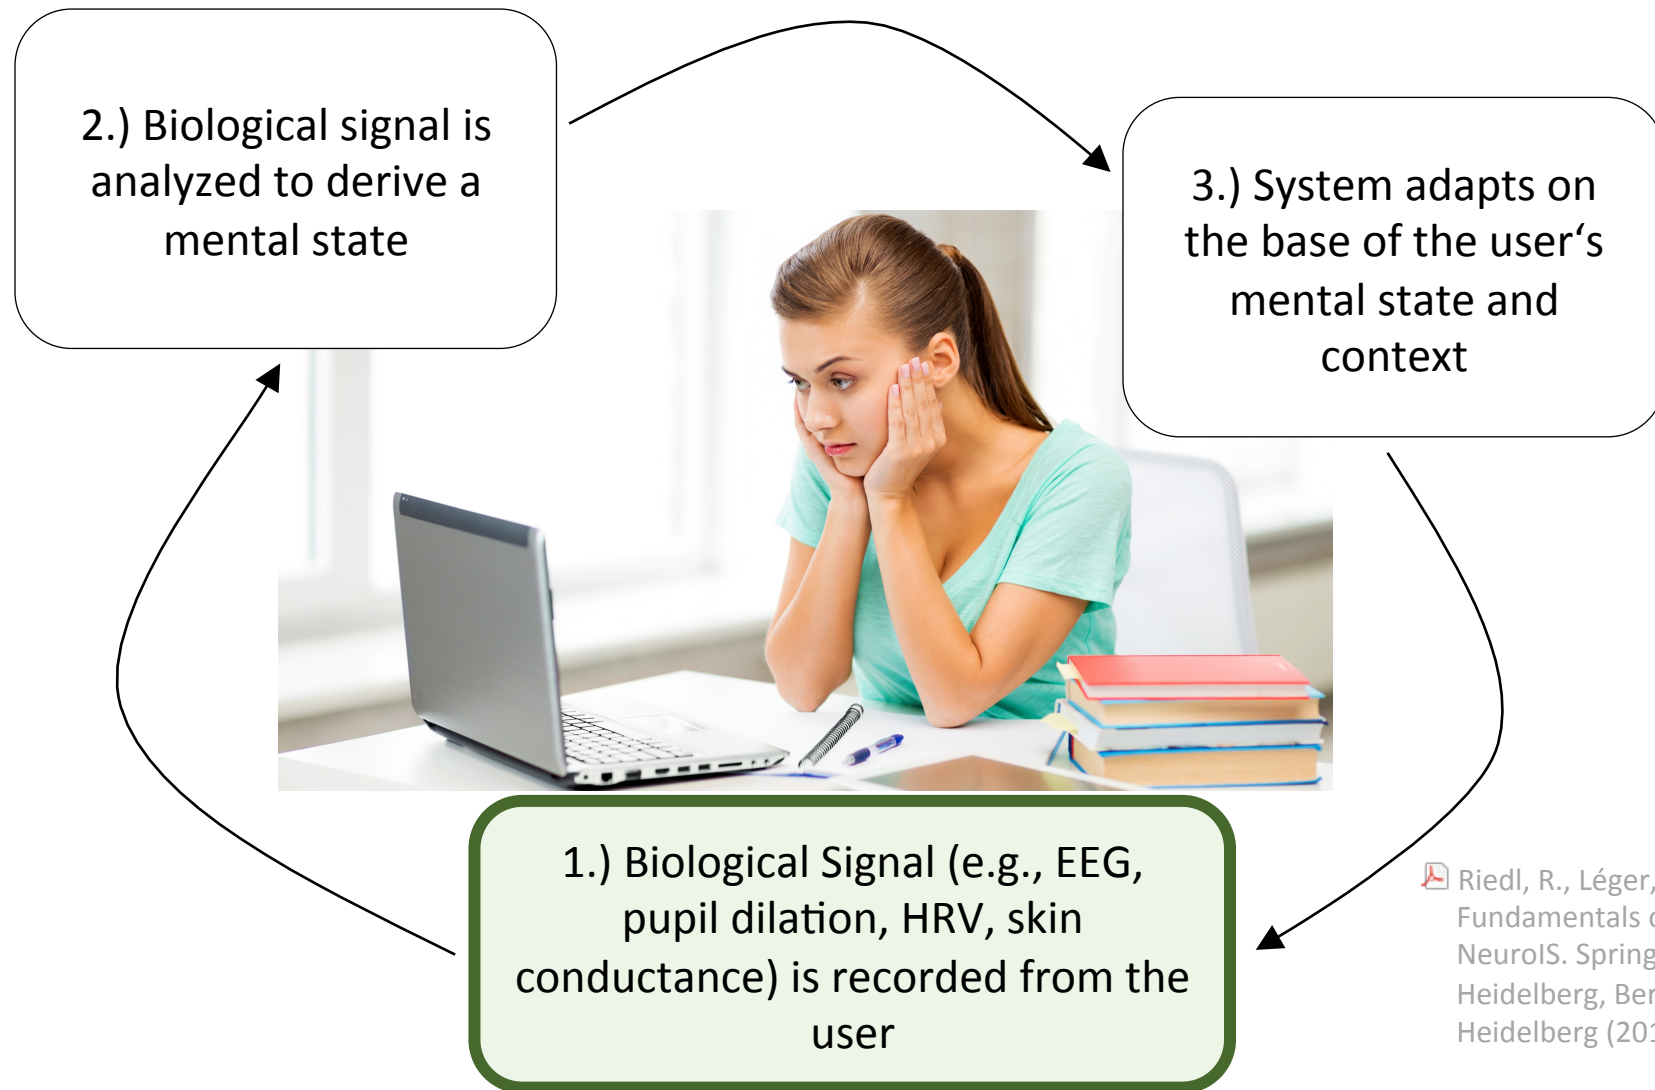 2.) Biological signal is
analyzed to derive a
mental state
3.) System adapts on
the base of the user‘s
mental state and
context
1.) Biological Signal (e.g., EEG,
pupil dilation, HRV, skin
conductance) is recorded from the
user
Riedl, R., Léger,
Fundamentals
NeuroIS.
Heidelberg,
Heidelberg